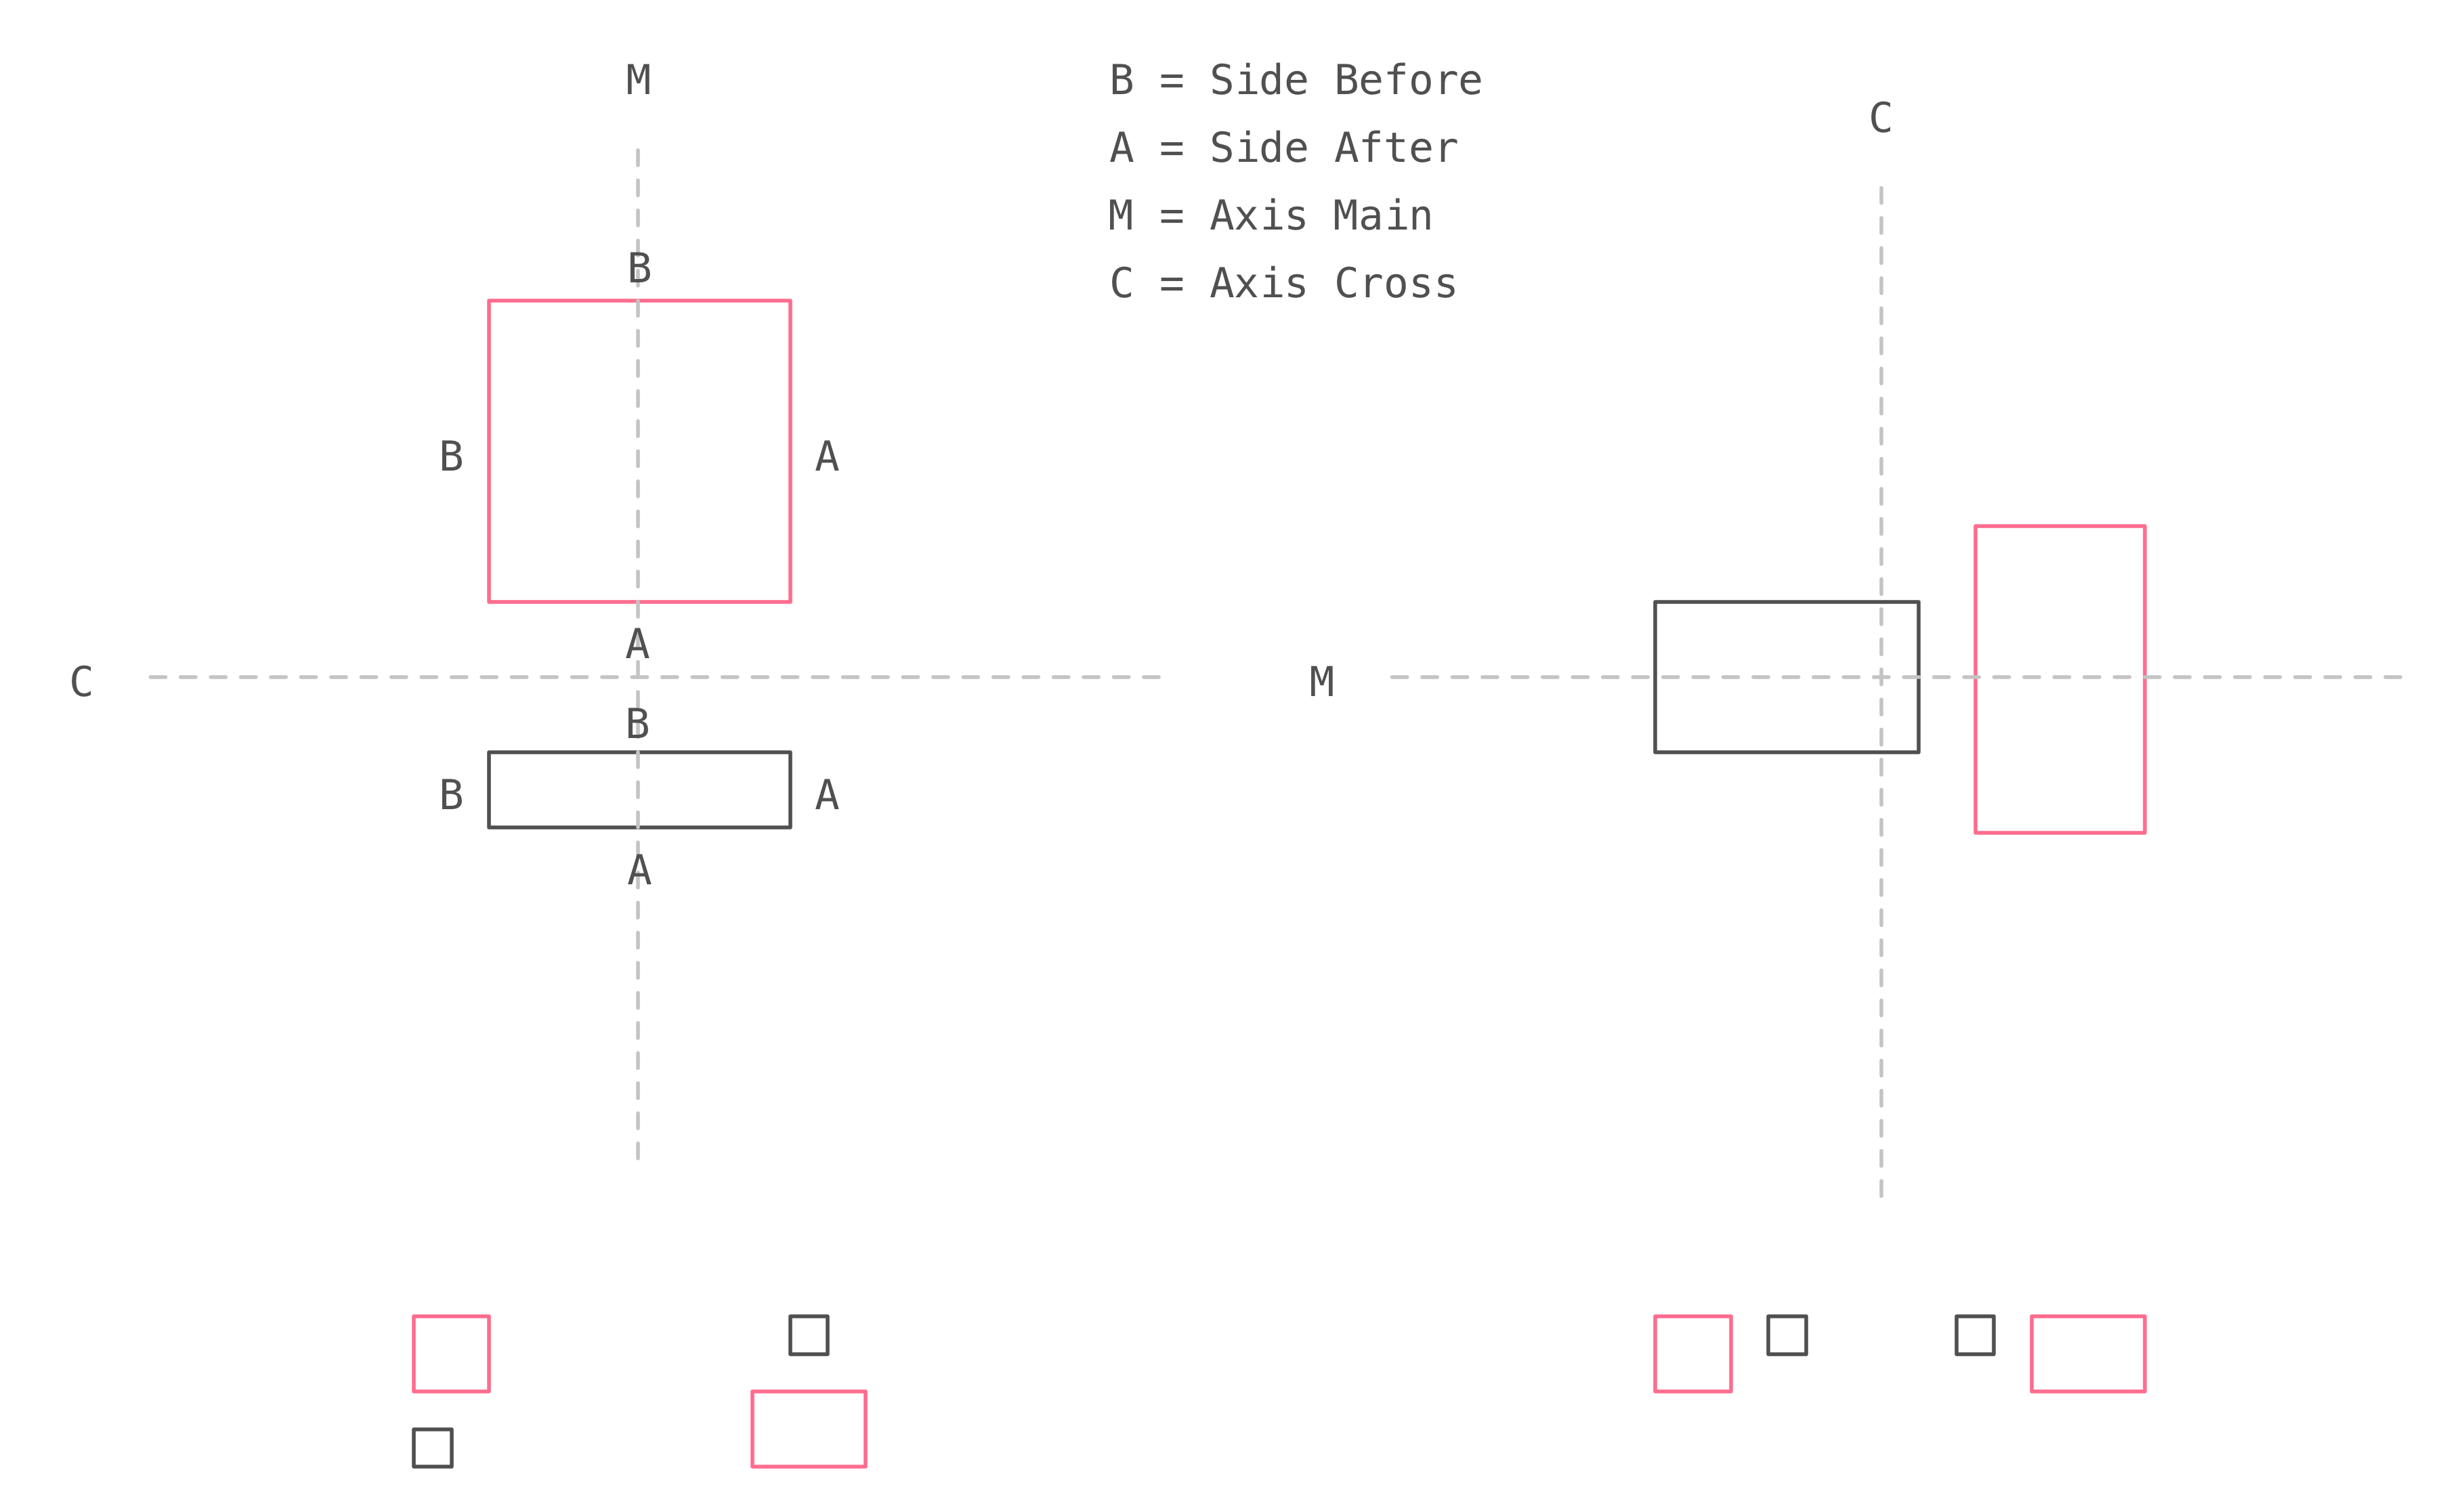 M
B = Side Before
C
A = Side After
M = Axis Main
B
C = Axis Cross
B A
A
C M
B
B A
A